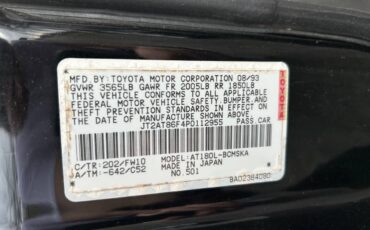 MFD. BY: TOYOTA MOTOR CORPORATION 08/93
GVWR 3565LB GAWR FR 2005LB RR 1850LB
THIS VEHICLE CONFORMS TO ALL APPLICABLE
FEDERAL MOTOR VEHICLE SAFETY, BUMPER,
AND THEFT PREVENTION STANDARDS IN EFFECT
ON THE DATE OF MANUFACTURE SHOWN ABOVE.
JT2AT86F4P0112955 PASS.CAR
C/TR: 202/FW10 MODEL: AT180L-BCMSKA
A/TM: -642/C52 MADE IN JAPAN
NO.501
TOYOTA